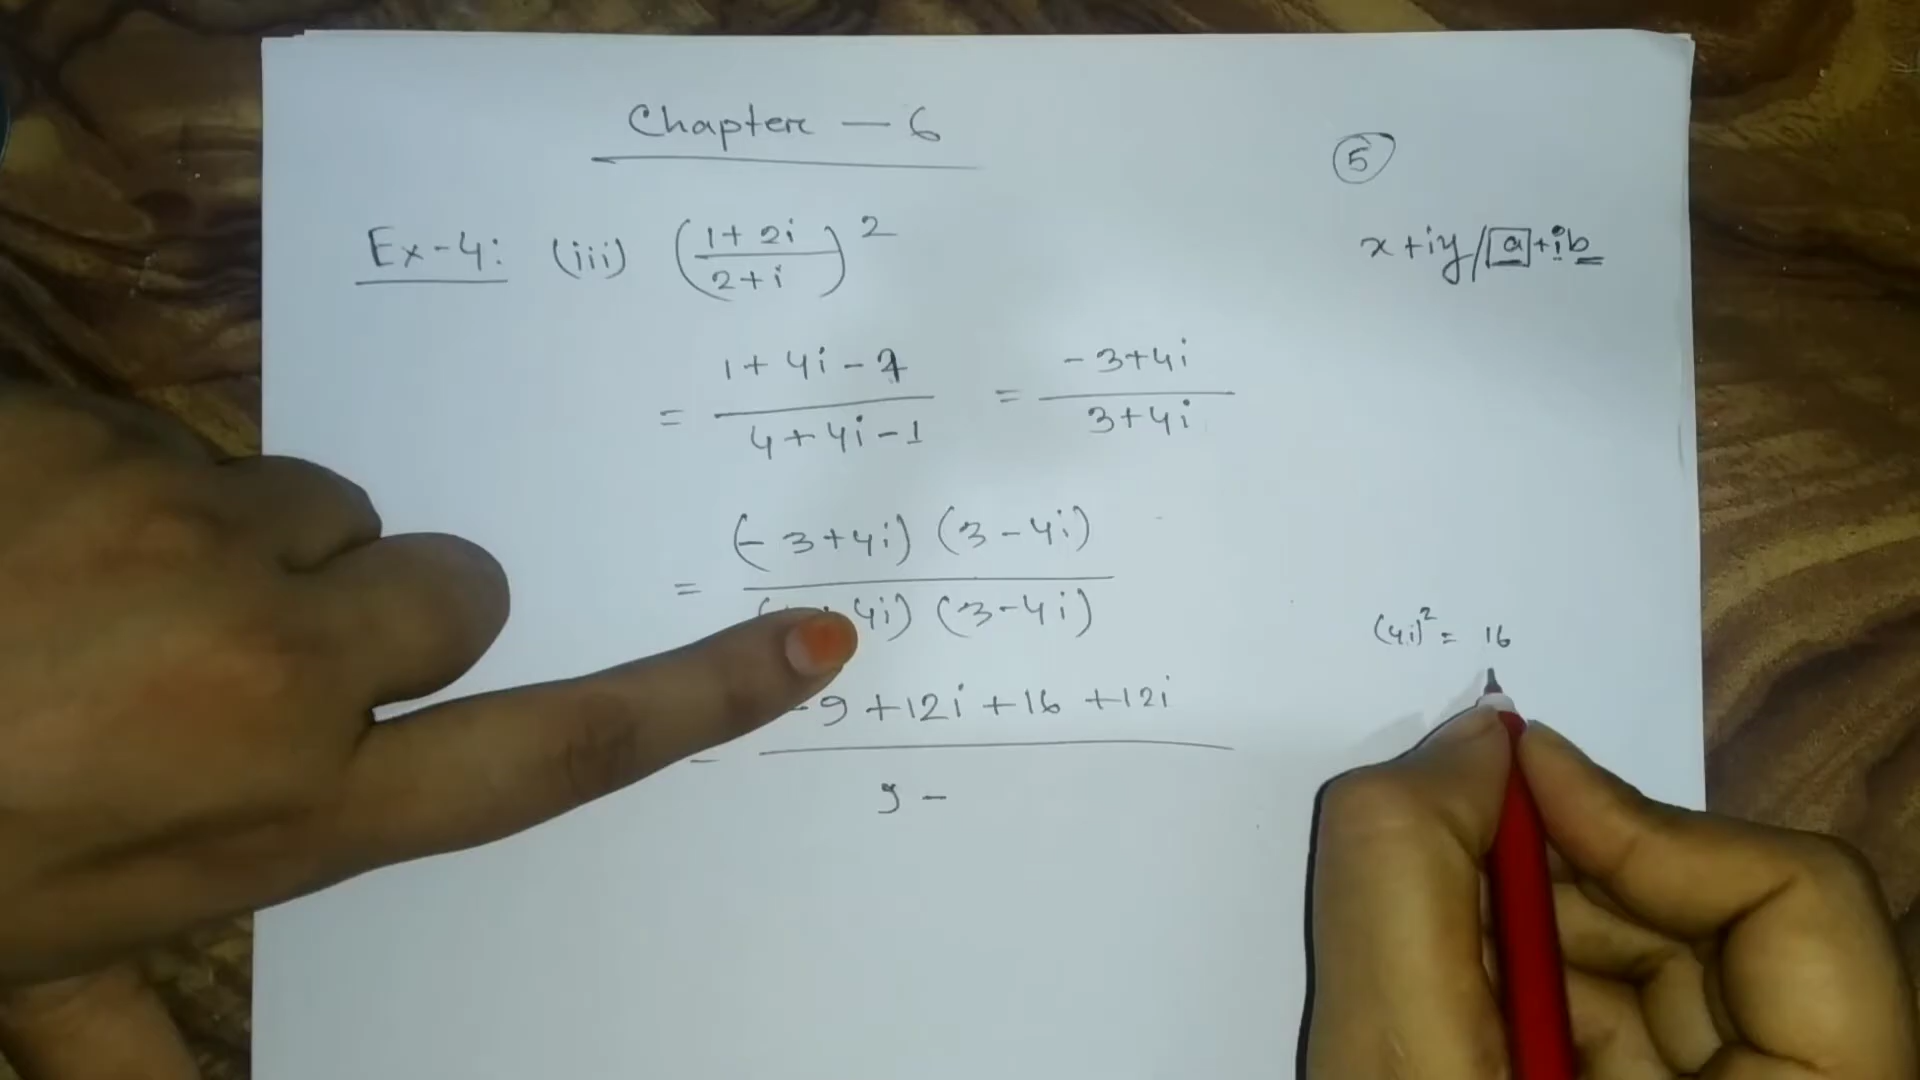 Chapter — 6
5
x + iy / a + ib
Ex-4: (iii) ((1 + 2i)/(2 + i))^2
= (1 + 4i - 4)/(4 + 4i - 1) = (-3 + 4i)/(3 + 4i)
= ((-3 + 4i) (3 - 4i))/( 4i) (3 - 4i))
(4i)^2 = 16
- 9 + 12i + 16 + 12i
9 -